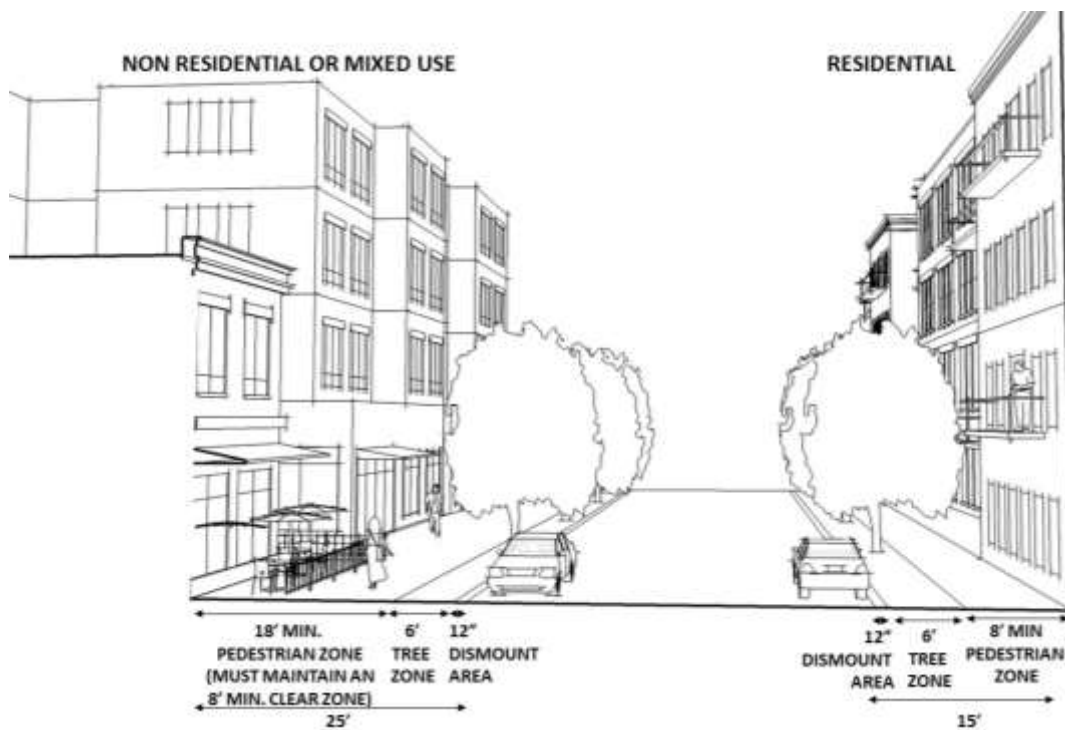 NON RESIDENTIAL OR MIXED USE
RESIDENTIAL
18' MIN.
PEDESTRIAN ZONE
(MUST MAINTAIN AN
8' MIN. CLEAR ZONE)
6'
TREE
ZONE
12"
DISMOUNT
AREA
25'
12"
DISMOUNT
AREA
6'
TREE
ZONE
8' MIN
PEDESTRIAN
ZONE
15'